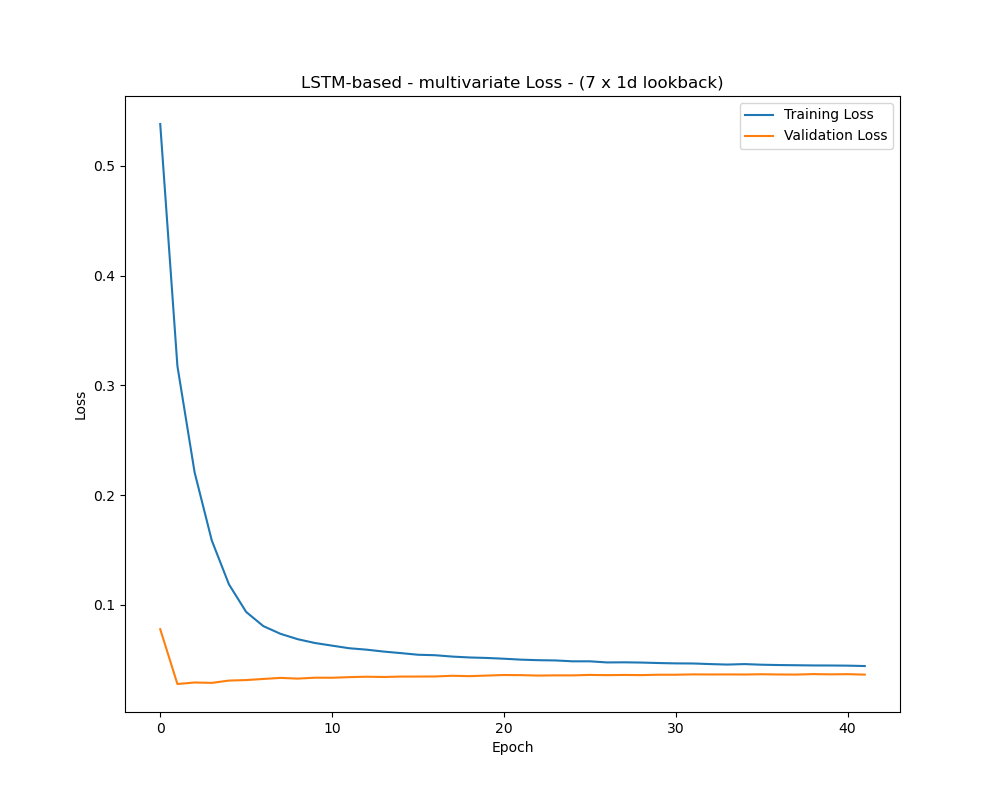 LSTM-based - multivariate Loss - (7 x 1d lookback)
Training Loss
Validation Loss
0.5
0.4
0.3
0.2
0.1
Loss
0 10 20 30 40
Epoch